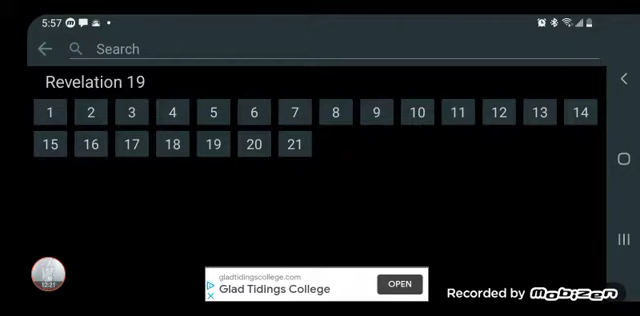 5:57
Search
Revelation 19
1 2 3 4 5 6 7 8 9 10 11 12 13 14
15 16 17 18 19 20 21
12:21
gladtidingscollege.com
Glad Tidings College
OPEN
Recorded by mobizen